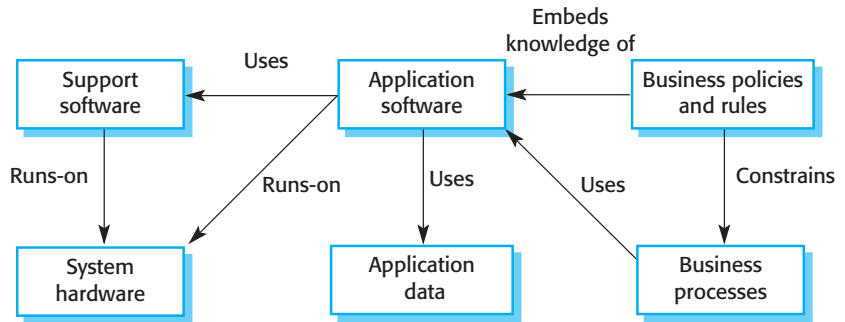 Embeds
knowledge of
Uses
Support
software
Application
software
Business policies
and rules
Runs-on
Runs-on
Uses
Uses
Constrains
System
hardware
Application
data
Business
processes